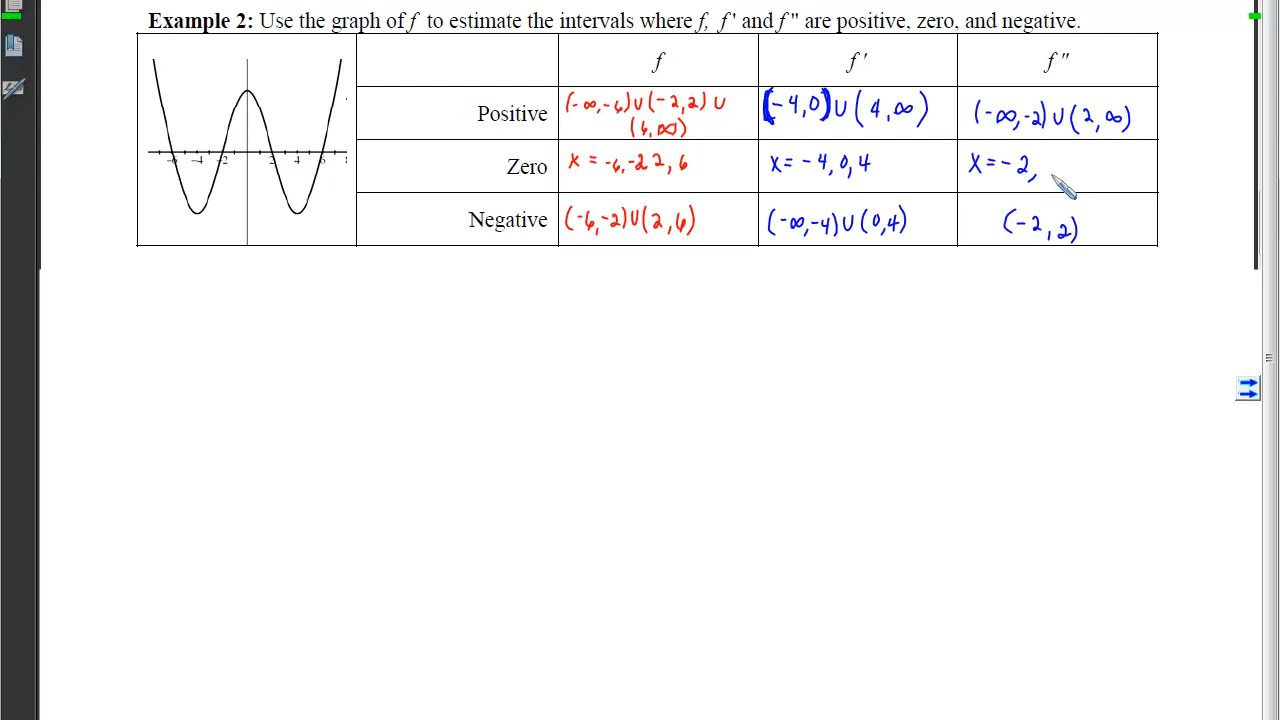 Example 2: Use the graph of f to estimate the intervals where f, f ' and f " are positive, zero, and negative.
f f ' f "
Positive (-∞,-6)∪(-2,2)∪ (-4,0)∪(4,∞) (-∞,-2)∪(2,∞)
(6,∞)
-6 -4 -2 2 4 6 8
Zero x = -6,-2 2, 6 x = -4, 0, 4 x = -2,
Negative (-6,-2)∪(2,6) (-∞,-4)∪(0,4) (-2,2)